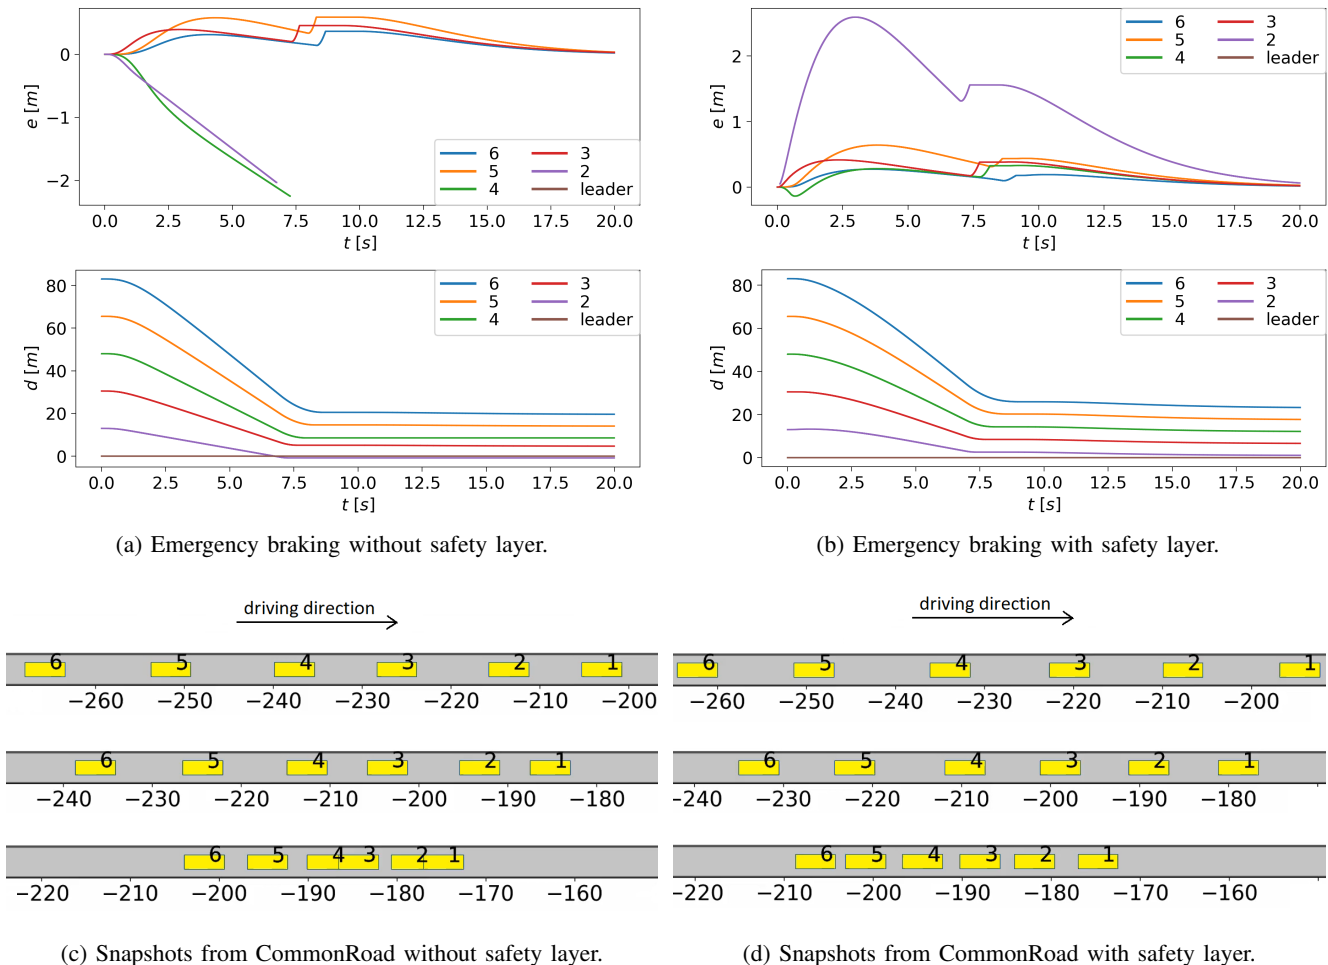 0
−1
−2
e [m]
6
5
4
3
2
leader
0.0 2.5 5.0 7.5 10.0 12.5 15.0 17.5 20.0
t [s]
2
1
0
e [m]
6
5
4
3
2
leader
0.0 2.5 5.0 7.5 10.0 12.5 15.0 17.5 20.0
t [s]
80
60
40
20
0
d [m]
6
5
4
3
2
leader
0.0 2.5 5.0 7.5 10.0 12.5 15.0 17.5 20.0
t [s]
80
60
40
20
0
d [m]
6
5
4
3
2
leader
0.0 2.5 5.0 7.5 10.0 12.5 15.0 17.5 20.0
t [s]
(a) Emergency braking without safety layer.
(b) Emergency braking with safety layer.
driving direction
6 5 4 3 2 1
−260 −250 −240 −230 −220 −210 −200
6 5 4 3 2 1
−240 −230 −220 −210 −200 −190 −180
6 5 4 3 2 1
−220 −210 −200 −190 −180 −170 −160
driving direction
6 5 4 3 2 1
−260 −250 −240 −230 −220 −210 −200
6 5 4 3 2 1
−240 −230 −220 −210 −200 −190 −180
6 5 4 3 2 1
−220 −210 −200 −190 −180 −170 −160
(c) Snapshots from CommonRoad without safety layer.
(d) Snapshots from CommonRoad with safety layer.